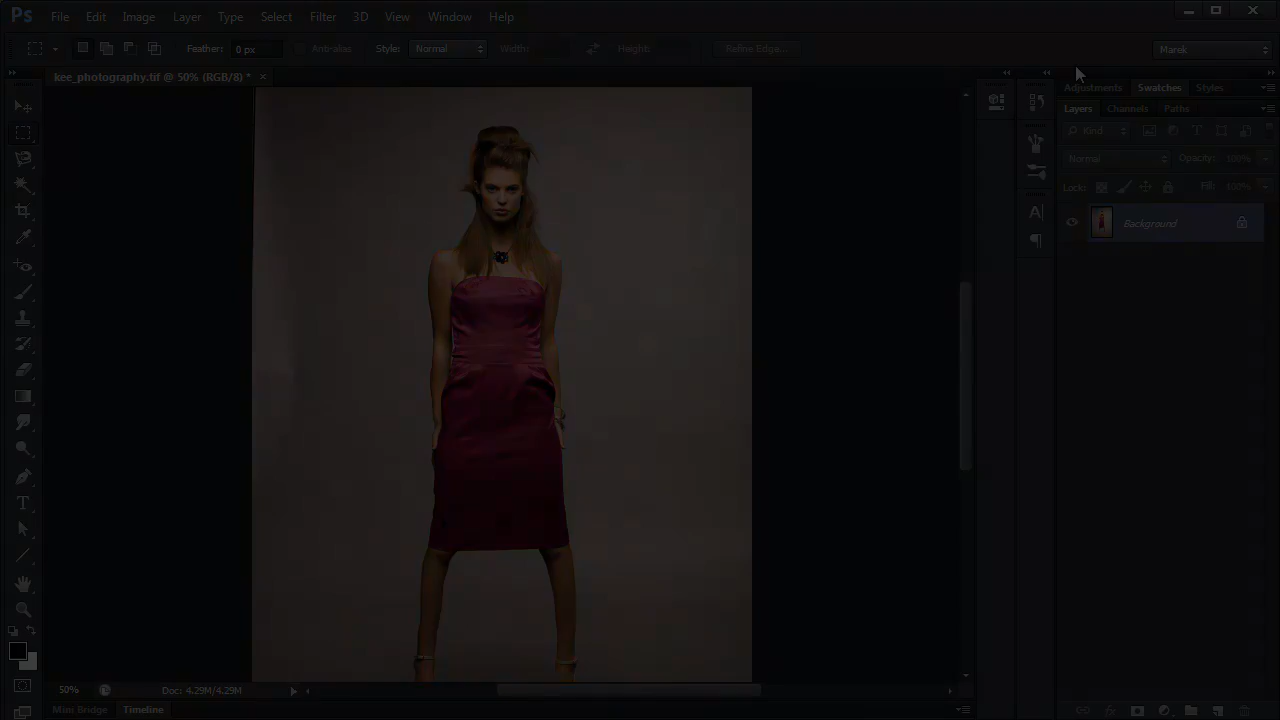 Ps File Edit Image Layer Type Select Filter 3D View Window Help
Feather: 0 px Anti-alias Style: Normal Width: Height: Refine Edge... Marek
kee_photography.tif @ 50% (RGB/8) * ×
Adjustments Swatches Styles
Layers Channels Paths
Kind
Normal Opacity: 100%
Lock: Fill: 100%
Background
50% Doc: 4.29M/4.29M
Mini Bridge Timeline